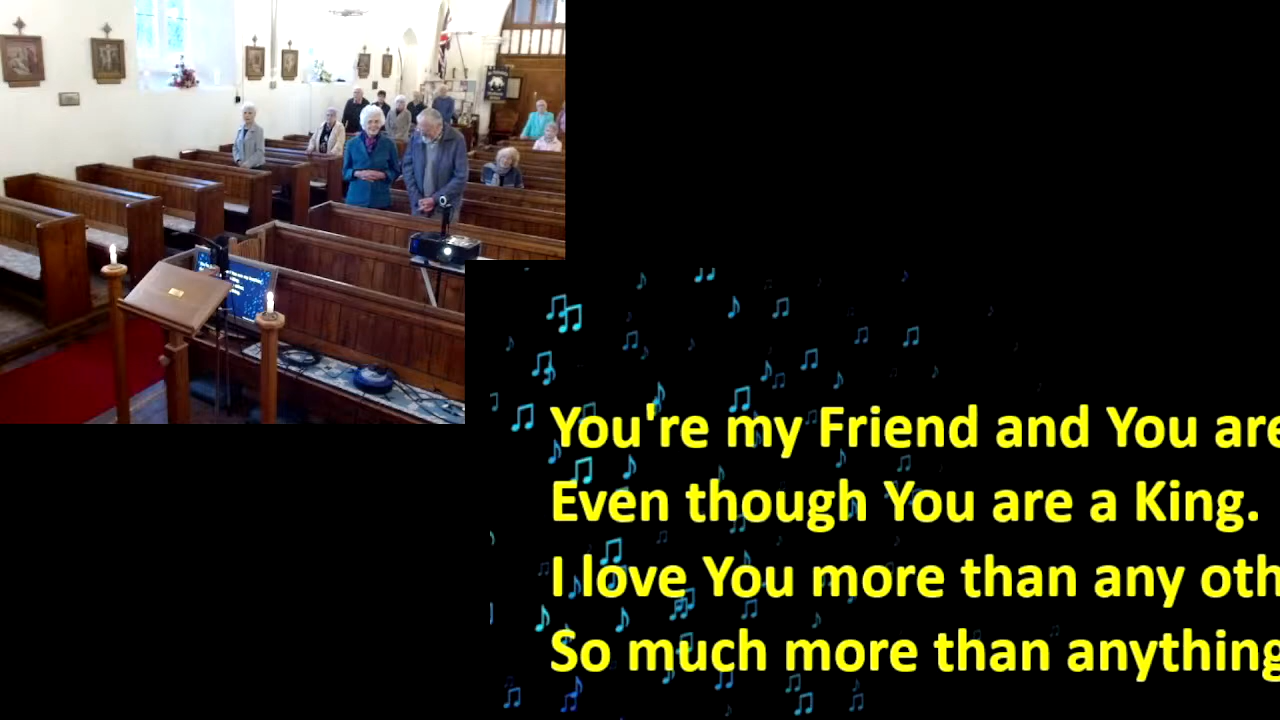 You're my Friend and You are
Even though You are a King.
I love You more than any oth
So much more than anything